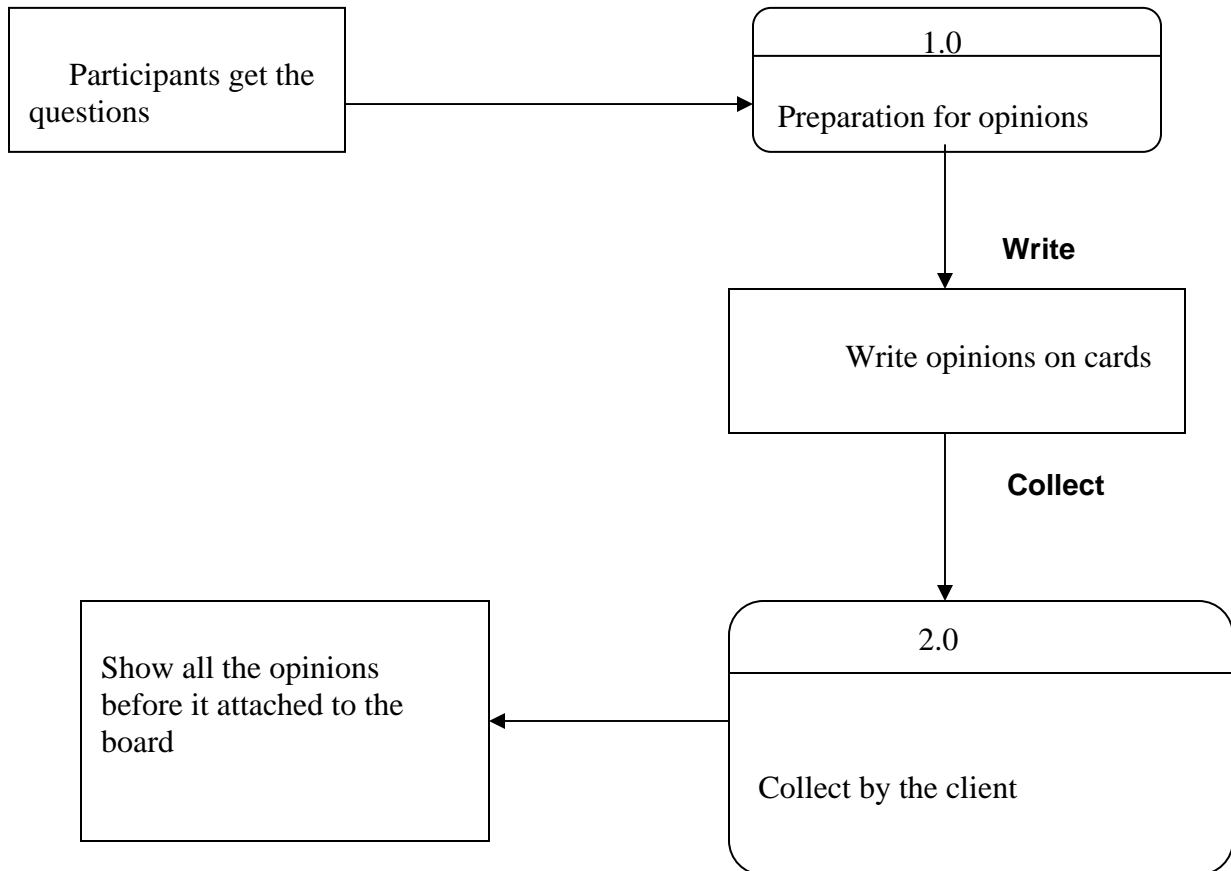 Participants get the
questions
1.0
Preparation for opinions
Write
Write opinions on cards
Collect
2.0
Collect by the client
Show all the opinions
before it attached to the
board